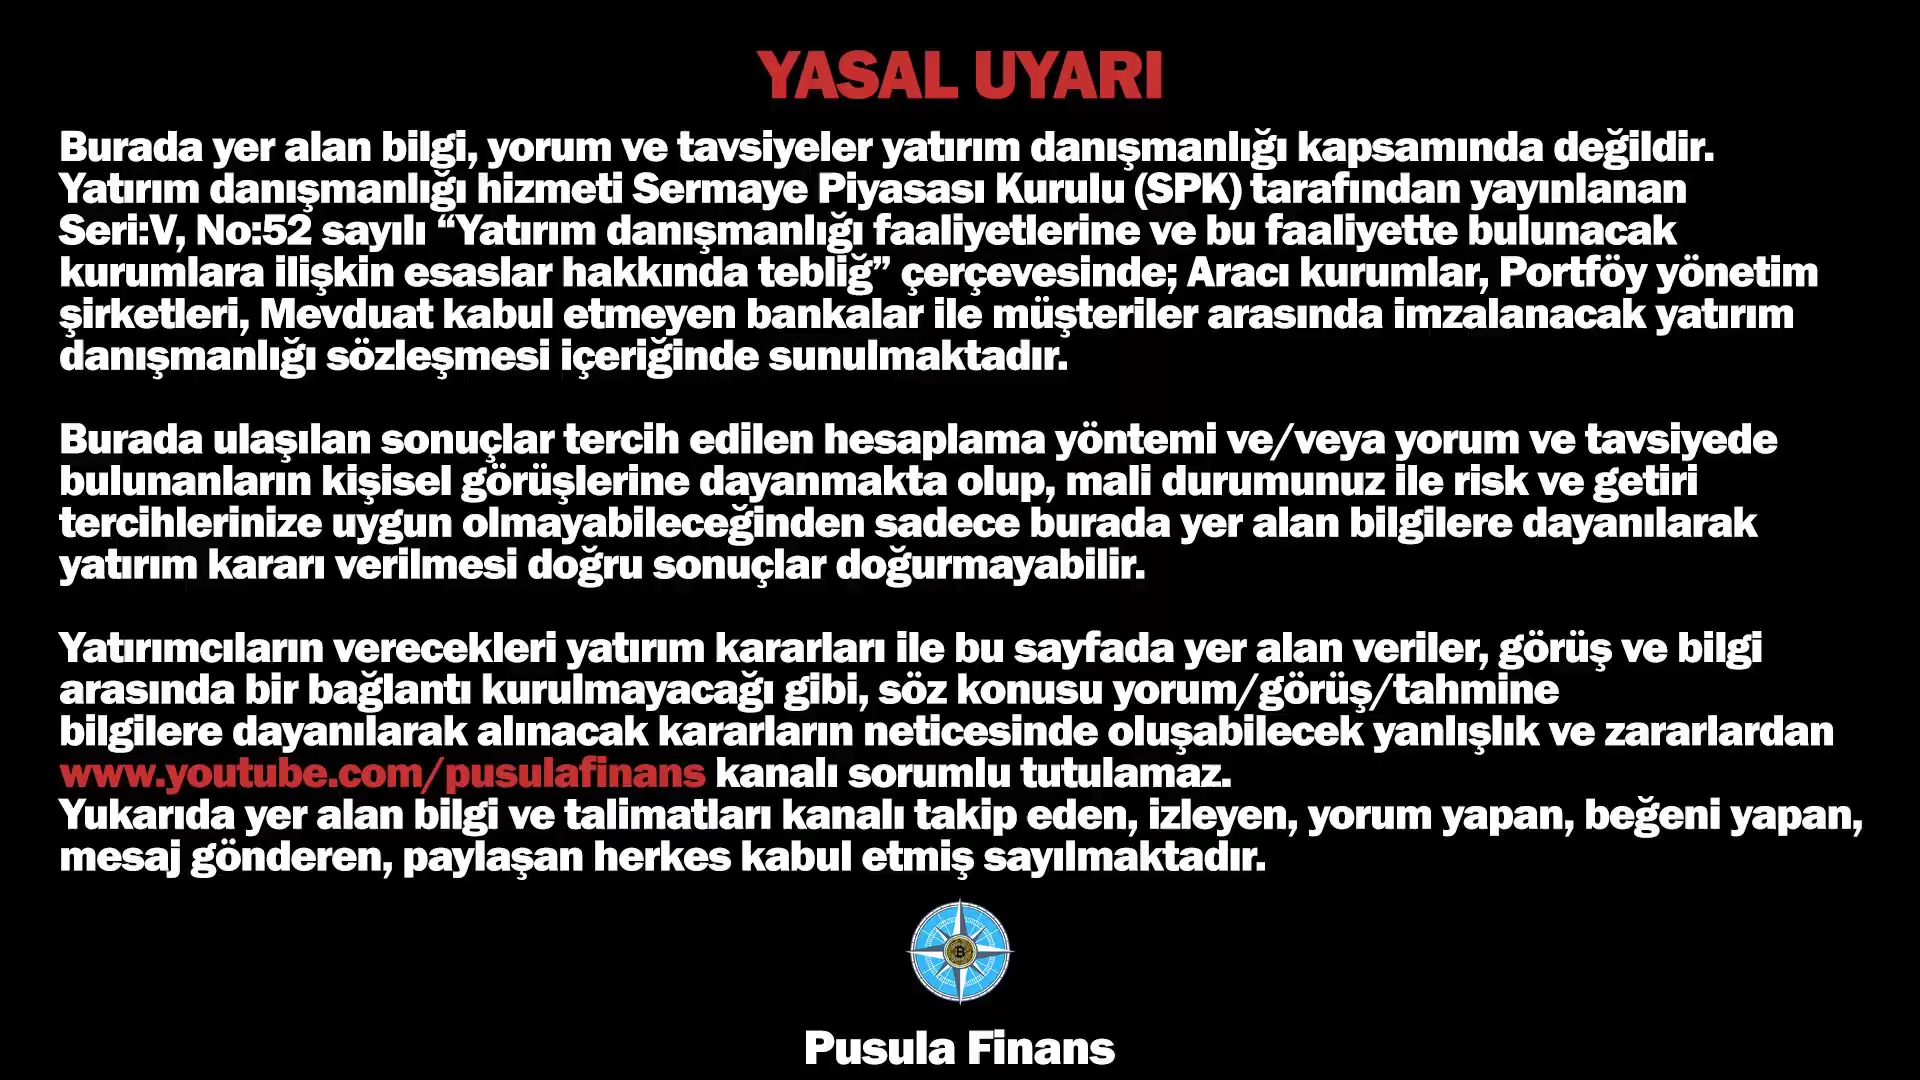 YASAL UYARI
Burada yer alan bilgi, yorum ve tavsiyeler yatırım danışmanlığı kapsamında değildir.
Yatırım danışmanlığı hizmeti Sermaye Piyasası Kurulu (SPK) tarafından yayınlanan
Seri:V, No:52 sayılı “Yatırım danışmanlığı faaliyetlerine ve bu faaliyette bulunacak
kurumlara ilişkin esaslar hakkında tebliğ” çerçevesinde; Aracı kurumlar, Portföy yönetim
şirketleri, Mevduat kabul etmeyen bankalar ile müşteriler arasında imzalanacak yatırım
danışmanlığı sözleşmesi içeriğinde sunulmaktadır.
Burada ulaşılan sonuçlar tercih edilen hesaplama yöntemi ve/veya yorum ve tavsiyede
bulunanların kişisel görüşlerine dayanmakta olup, mali durumunuz ile risk ve getiri
tercihlerinize uygun olmayabileceğinden sadece burada yer alan bilgilere dayanılarak
yatırım kararı verilmesi doğru sonuçlar doğurmayabilir.
Yatırımcıların verecekleri yatırım kararları ile bu sayfada yer alan veriler, görüş ve bilgi
arasında bir bağlantı kurulmayacağı gibi, söz konusu yorum/görüş/tahmine
bilgilere dayanılarak alınacak kararların neticesinde oluşabilecek yanlışlık ve zararlardan
www.youtube.com/pusulafinans kanalı sorumlu tutulamaz.
Yukarıda yer alan bilgi ve talimatları kanalı takip eden, izleyen, yorum yapan, beğeni yapan,
mesaj gönderen, paylaşan herkes kabul etmiş sayılmaktadır.
Pusula Finans